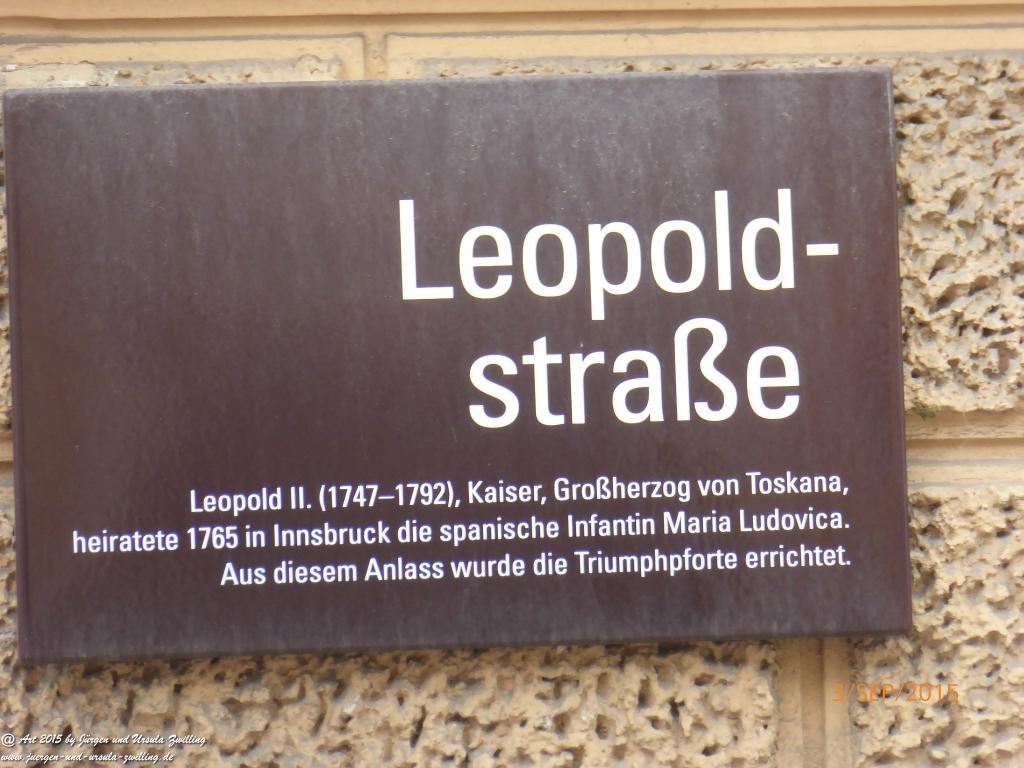 Leopold-
straße
Leopold II. (1747–1792), Kaiser, Großherzog von Toskana,
heiratete 1765 in Innsbruck die spanische Infantin Maria Ludovica.
Aus diesem Anlass wurde die Triumphpforte errichtet.
3/SEP/2015
@ Art 2015 by Jürgen und Ursula Zwilling
www.juergen-und-ursula-zwilling.de